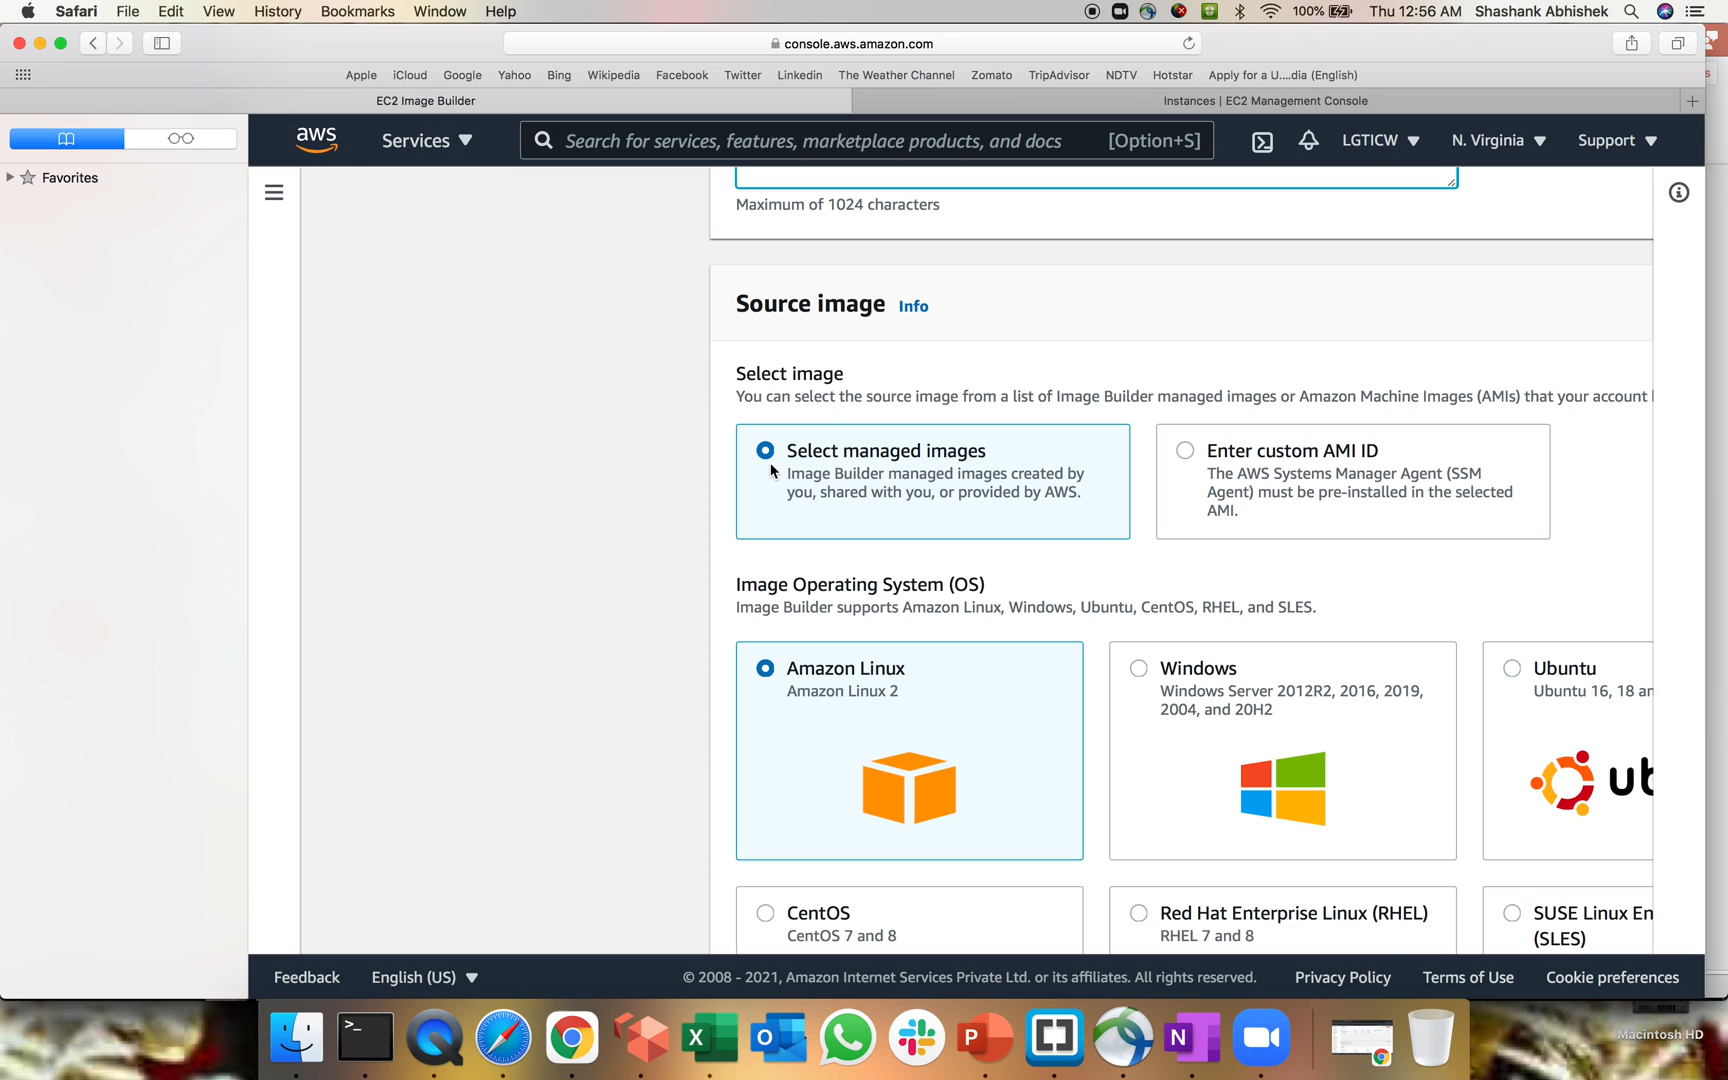 Safari File Edit View History Bookmarks Window Help 100% Thu 12:56 AM Shashank Abhishek
console.aws.amazon.com
Apple iCloud Google Yahoo Bing Wikipedia Facebook Twitter Linkedin The Weather Channel Zomato TripAdvisor NDTV Hotstar Apply for a U....dia (English)
EC2 Image Builder Instances | EC2 Management Console
Favorites
aws Services Search for services, features, marketplace products, and docs [Option+S] LGTICW N. Virginia Support
Maximum of 1024 characters
Source image Info
Select image
You can select the source image from a list of Image Builder managed images or Amazon Machine Images (AMIs) that your account
Select managed images
Image Builder managed images created by
you, shared with you, or provided by AWS.
Enter custom AMI ID
The AWS Systems Manager Agent (SSM
Agent) must be pre-installed in the selected
AMI.
Image Operating System (OS)
Image Builder supports Amazon Linux, Windows, Ubuntu, CentOS, RHEL, and SLES.
Amazon Linux
Amazon Linux 2
Windows
Windows Server 2012R2, 2016, 2019,
2004, and 20H2
Ubuntu
Ubuntu 16, 18 an
ub
CentOS
CentOS 7 and 8
Red Hat Enterprise Linux (RHEL)
RHEL 7 and 8
SUSE Linux En
(SLES)
Feedback English (US) © 2008 - 2021, Amazon Internet Services Private Ltd. or its affiliates. All rights reserved. Privacy Policy Terms of Use Cookie preferences
Macintosh HD